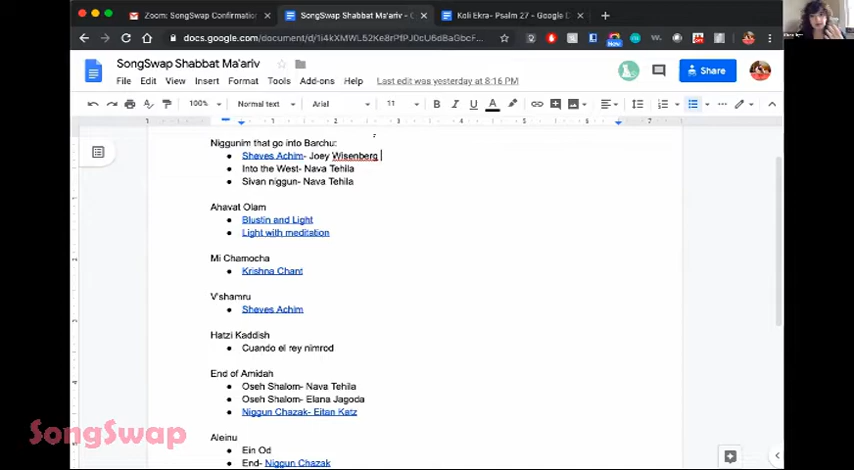 Zoom: SongSwap Confirmatio
SongSwap Shabbat Ma'ariv - G
Koli Ekra- Psalm 27 - Google D
New
SongSwap Shabbat Ma'ariv
File Edit View Insert Format Tools Add-ons Help Last edit was yesterday at 8:16 PM
Share
100% Normal text Arial 11
Niggunim that go into Barchu:
Sheves Achim- Joey Wisenberg
Into the West- Nava Tehila
Sivan niggun- Nava Tehila
Ahavat Olam
Blustin and Light
Light with meditation
Mi Chamocha
Krishna Chant
V'shamru
Sheves Achim
Hatzi Kaddish
Cuando el rey nimrod
End of Amidah
Oseh Shalom- Nava Tehila
Oseh Shalom- Elana Jagoda
Niggun Chazak- Eitan Katz
Aleinu
Ein Od
End- Niggun Chazak
SongSwap